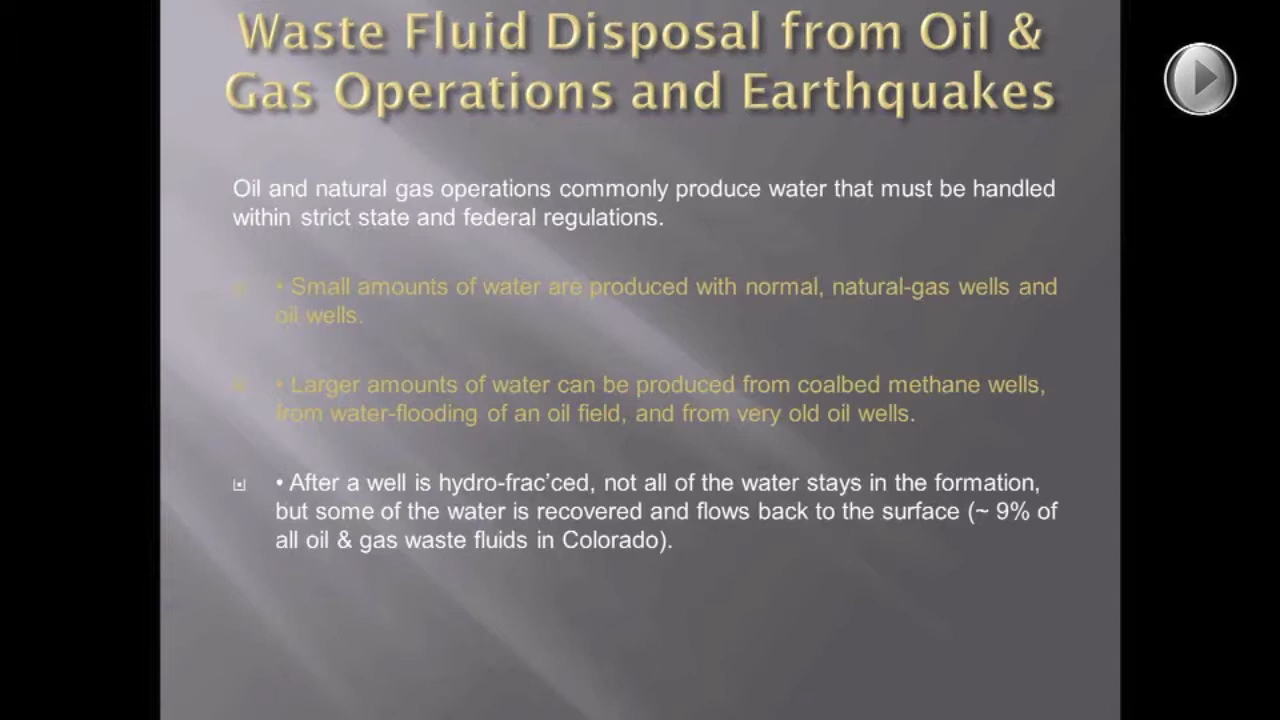 Waste Fluid Disposal from Oil &
Gas Operations and Earthquakes
Oil and natural gas operations commonly produce water that must be handled
within strict state and federal regulations.
• Small amounts of water are produced with normal, natural-gas wells and
oil wells.
• Larger amounts of water can be produced from coalbed methane wells,
from water-flooding of an oil field, and from very old oil wells.
• After a well is hydro-frac’ced, not all of the water stays in the formation,
but some of the water is recovered and flows back to the surface (~ 9% of
all oil & gas waste fluids in Colorado).